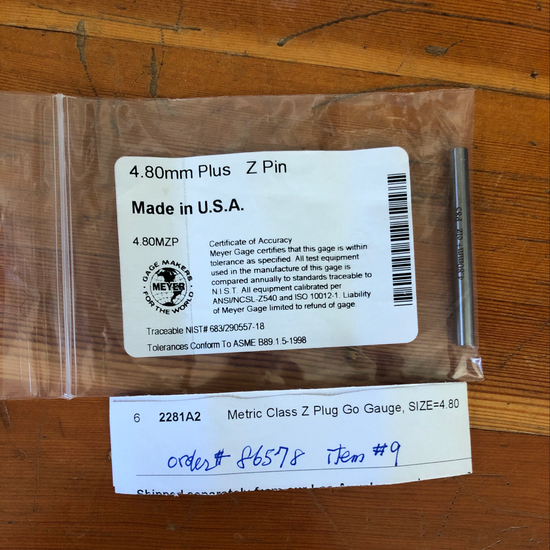 4.80mm Plus Z Pin
Made in U.S.A.
4.80MZP
GAGE MAKERS
MEYER
FOR THE WORLD
Certificate of Accuracy
Meyer Gage certifies that this gage is within
tolerance as specified. All test equipment
used in the manufacture of this gage is
compared annually to standards traceable to
N.I.S.T. All equipment calibrated per
ANSI/NCSL-Z540 and ISO 10012-1. Liability
of Meyer Gage limited to refund of gage
Traceable NIST# 683/290557-18
Tolerances Conform To ASME B89.1.5-1998
6 2281A2 Metric Class Z Plug Go Gauge, SIZE=4.80
order# 86578 Item #9
Shipped separately from our